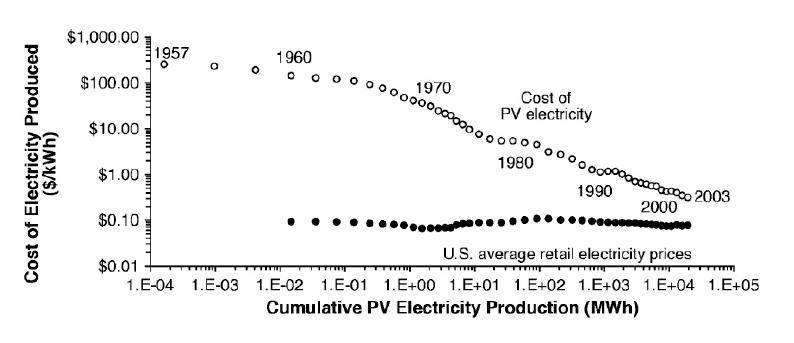 $1,000.00
$100.00
$10.00
$1.00
$0.10
$0.01
Cost of Electricity Produced
($/kWh)
1957
1960
1970
Cost of
PV electricity
1980
1990
2000
2003
U.S. average retail electricity prices
1.E-04 1.E-03 1.E-02 1.E-01 1.E+00 1.E+01 1.E+02 1.E+03 1.E+04 1.E+05
Cumulative PV Electricity Production (MWh)